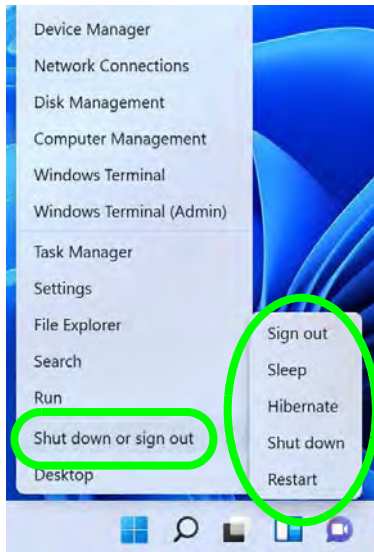 Device Manager
Network Connections
Disk Management
Computer Management
Windows Terminal
Windows Terminal (Admin)
Task Manager
Settings
File Explorer
Search
Run
Shut down or sign out
Desktop
Sign out
Sleep
Hibernate
Shut down
Restart